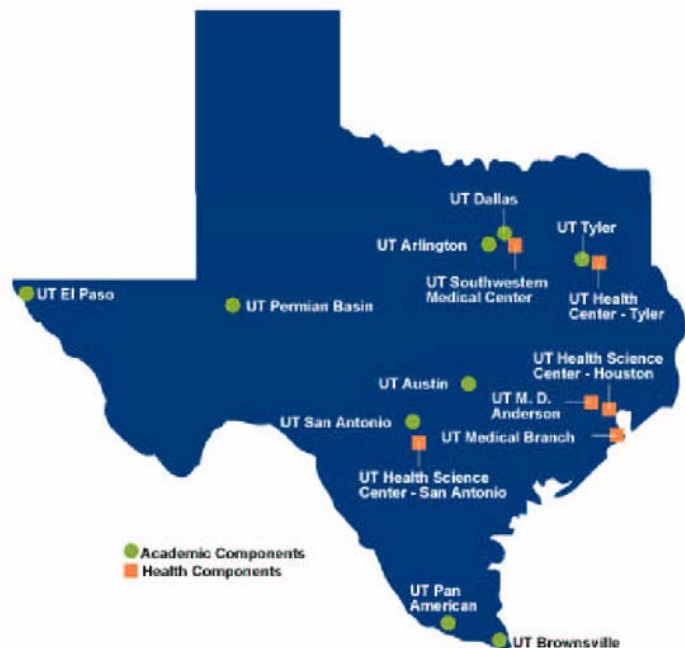 UT Dallas
UT Arlington
UT Tyler
UT Southwestern
Medical Center
UT Health
Center - Tyler
UT El Paso
UT Permian Basin
UT Health Science
Center - Houston
UT Austin
UT M. D.
Anderson
UT San Antonio
UT Medical Branch
UT Health Science
Center - San Antonio
Academic Components
Health Components
UT Pan
American
UT Brownsville